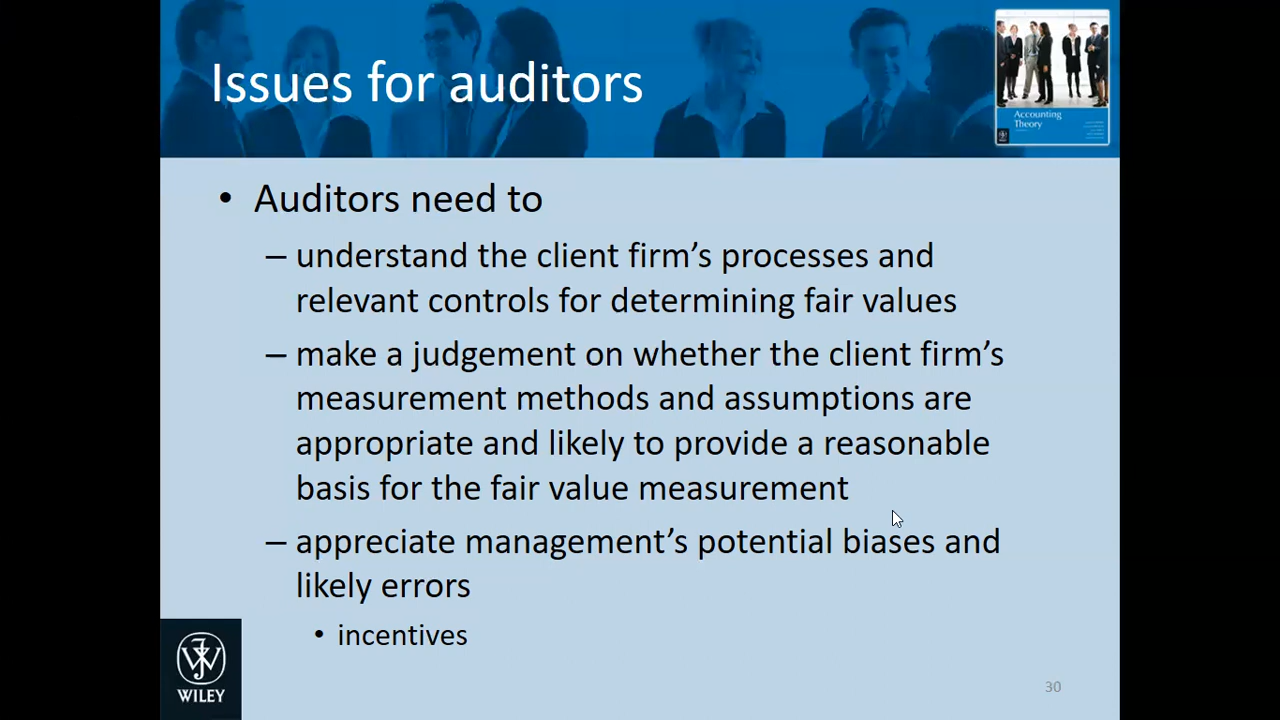 Issues for auditors
Accounting
Theory
• Auditors need to
– understand the client firm’s processes and
relevant controls for determining fair values
– make a judgement on whether the client firm’s
measurement methods and assumptions are
appropriate and likely to provide a reasonable
basis for the fair value measurement
– appreciate management’s potential biases and
likely errors
• incentives
WILEY
30